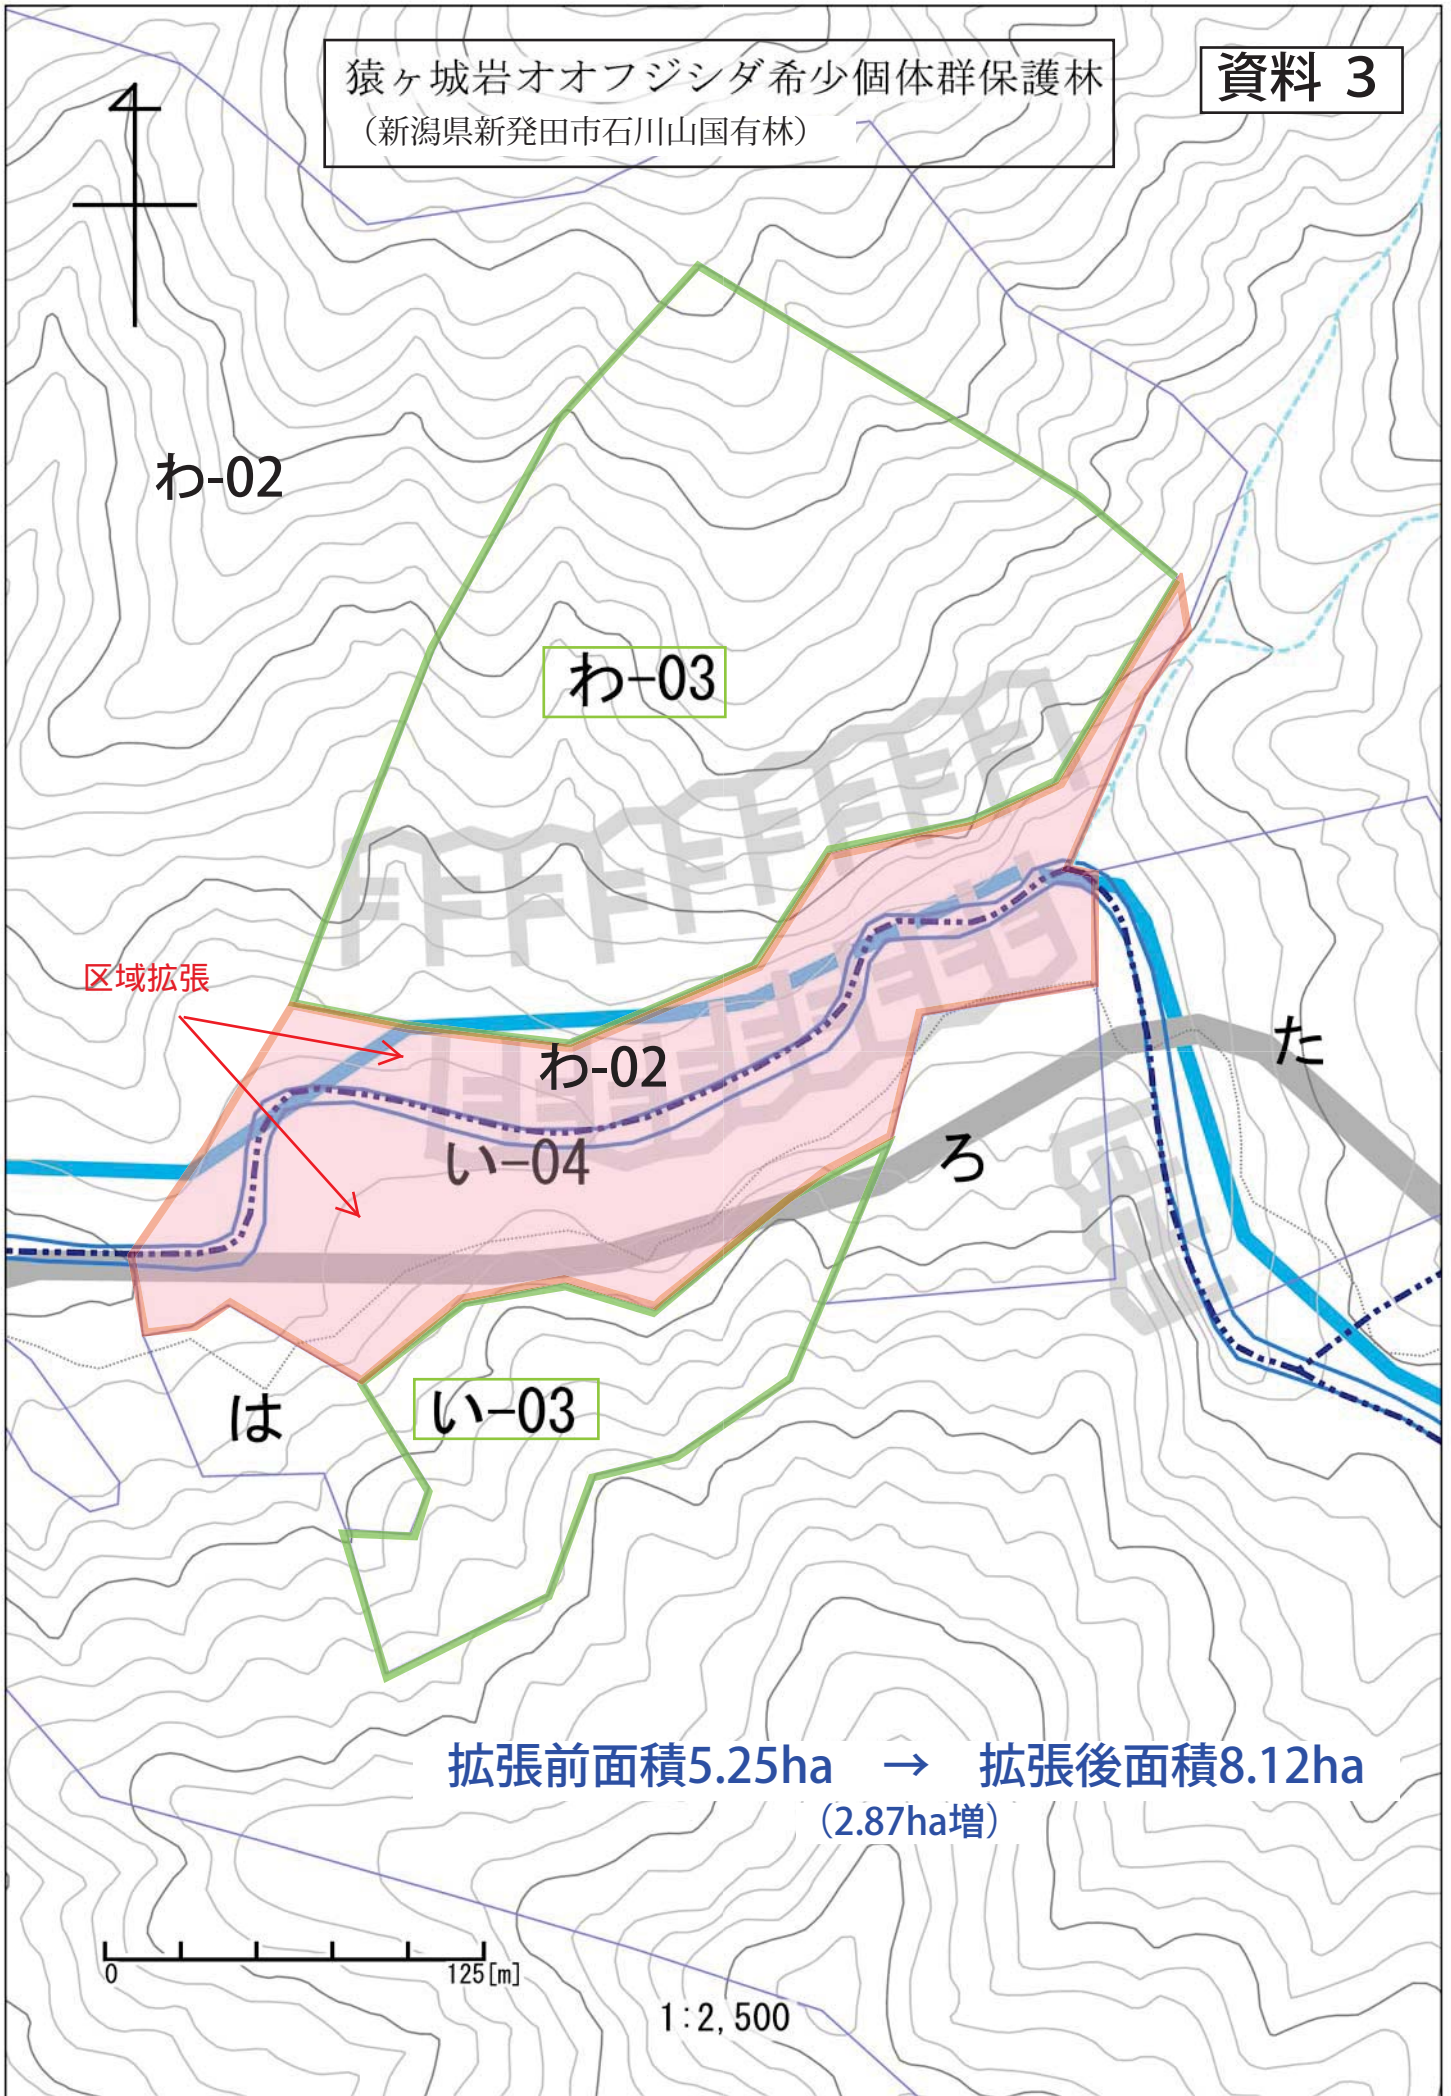 猿ヶ城岩オオフジシダ希少個体群保護林
（新潟県新発田市石川山国有林）
資料 3
わ-02
わ-03
区域拡張
わ-02
い-04
た
ろ
は
い-03
拡張前面積5.25ha → 拡張後面積8.12ha
（2.87ha増）
0 125[m]
1:2,500